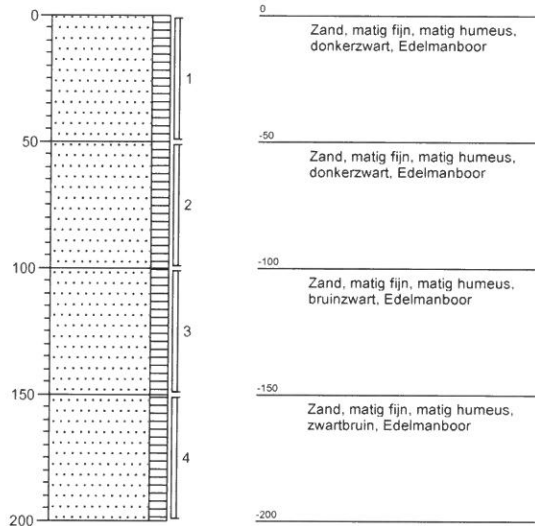 0
0
Zand, matig fijn, matig humeus,
donkerzwart, Edelmanboor
1
50
-50
Zand, matig fijn, matig humeus,
donkerzwart, Edelmanboor
2
100
-100
Zand, matig fijn, matig humeus,
bruinzwart, Edelmanboor
3
150
-150
Zand, matig fijn, matig humeus,
zwartbruin, Edelmanboor
4
200
-200